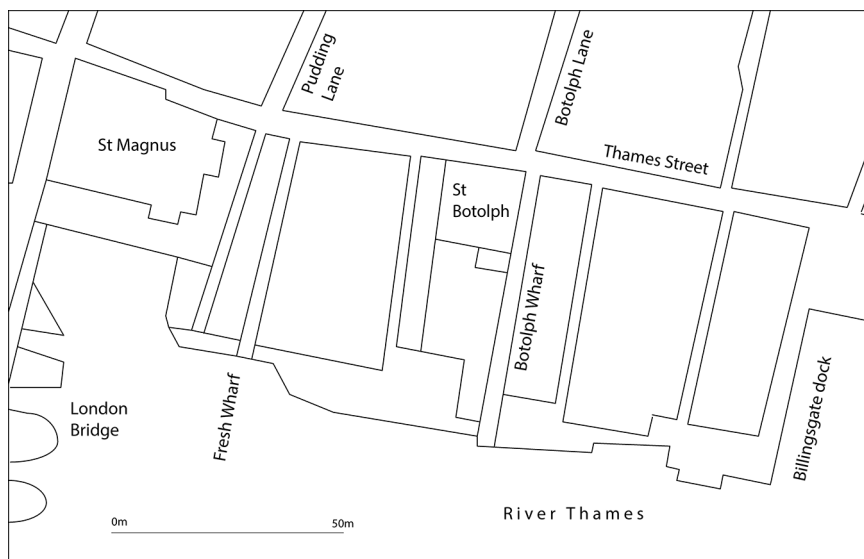 Pudding
Lane
Botolph Lane
St Magnus
Thames Street
St
Botolph
Botolph Wharf
London
Bridge
Fresh Wharf
Billingsgate dock
0m
50m
River Thames